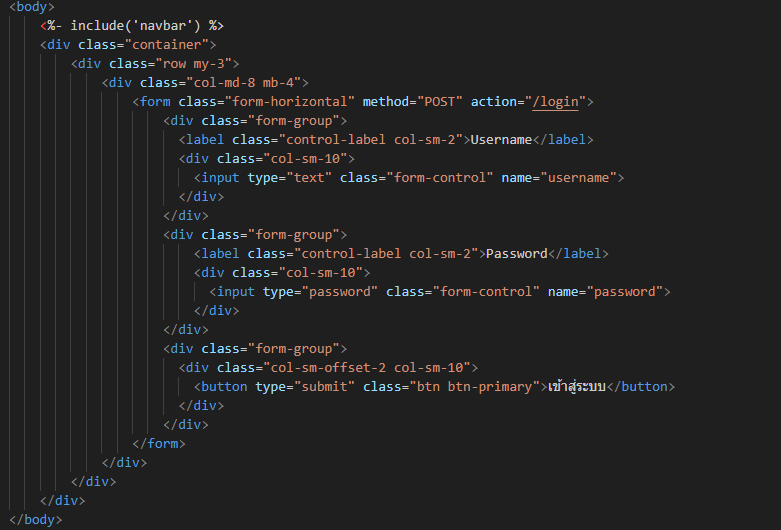 <body>
<%- include('navbar') %>
<div class="container">
<div class="row my-3">
<div class="col-md-8 mb-4">
<form class="form-horizontal" method="POST" action="/login">
<div class="form-group">
<label class="control-label col-sm-2">Username</label>
<div class="col-sm-10">
<input type="text" class="form-control" name="username">
</div>
</div>
<div class="form-group">
<label class="control-label col-sm-2">Password</label>
<div class="col-sm-10">
<input type="password" class="form-control" name="password">
</div>
</div>
<div class="form-group">
<div class="col-sm-offset-2 col-sm-10">
<button type="submit" class="btn btn-primary">เข้าสู่ระบบ</button>
</div>
</div>
</form>
</div>
</div>
</div>
</body>